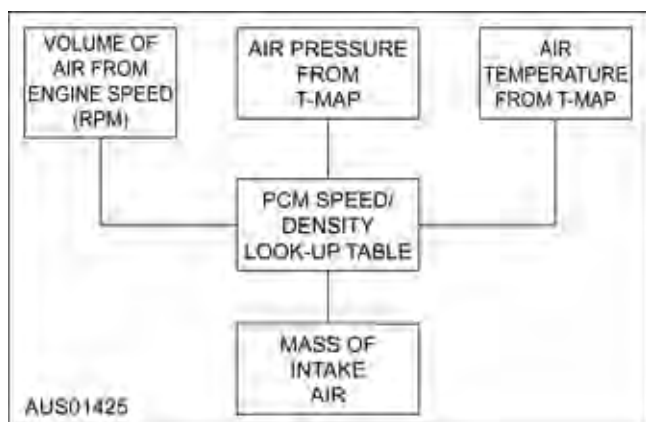 VOLUME OF
AIR FROM
ENGINE SPEED
(RPM)
AIR PRESSURE
FROM
T-MAP
AIR
TEMPERATURE
FROM T-MAP
PCM SPEED/
DENSITY
LOOK-UP TABLE
MASS OF
INTAKE
AIR
AUS01425